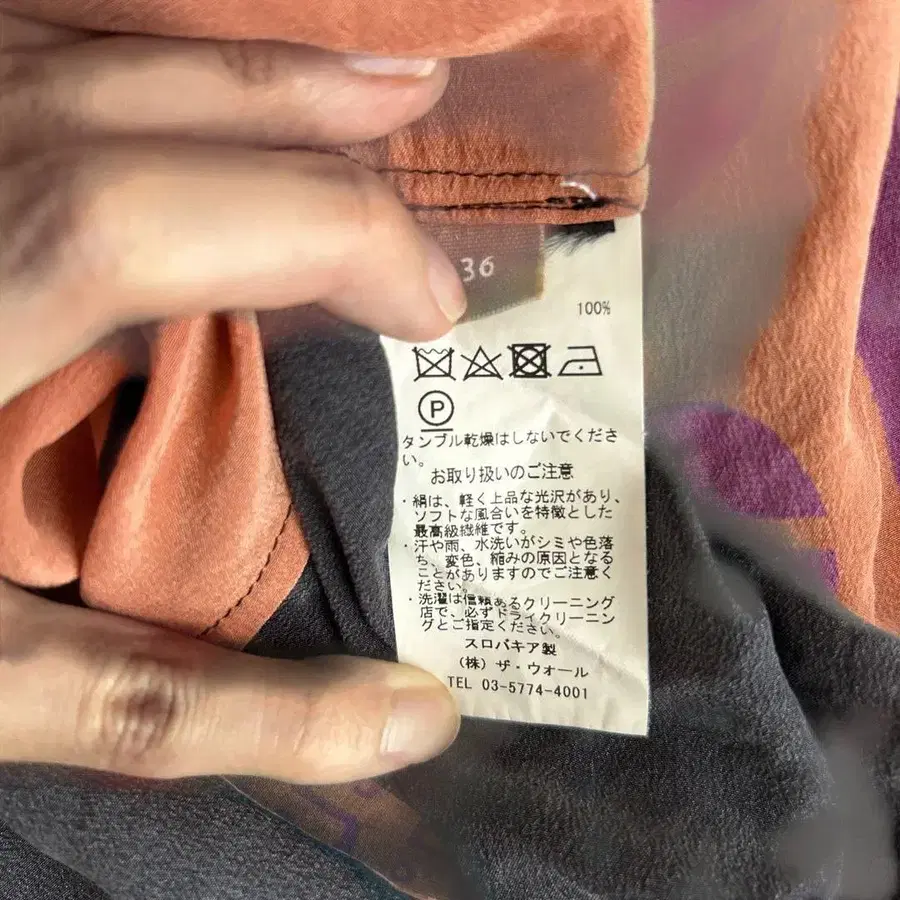 36
100%
P
タンブル乾燥はしないでくださ
い。
お取り扱いのご注意
・絹は、軽く上品な光沢があり、
ソフトな風合いを特徴とした
最高級繊維です。
・汗や雨、水洗いがシミや色落
ち、変色、縮みの原因となる
ことがありますのでご注意く
ださい。
・洗濯は信頼あるクリーニング
店で、必ずドライクリーニン
グとご指定ください。
スロバキア製
(株) ザ・ウォール
TEL 03-5774-4001